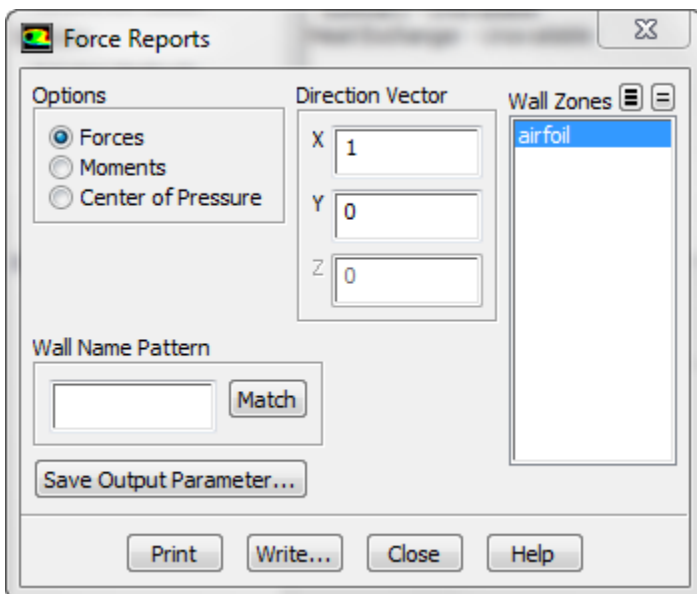 Force Reports
Options
Forces
Moments
Center of Pressure
Direction Vector
X 1
Y 0
Z 0
Wall Zones
airfoil
Wall Name Pattern
Match
Save Output Parameter...
Print Write... Close Help